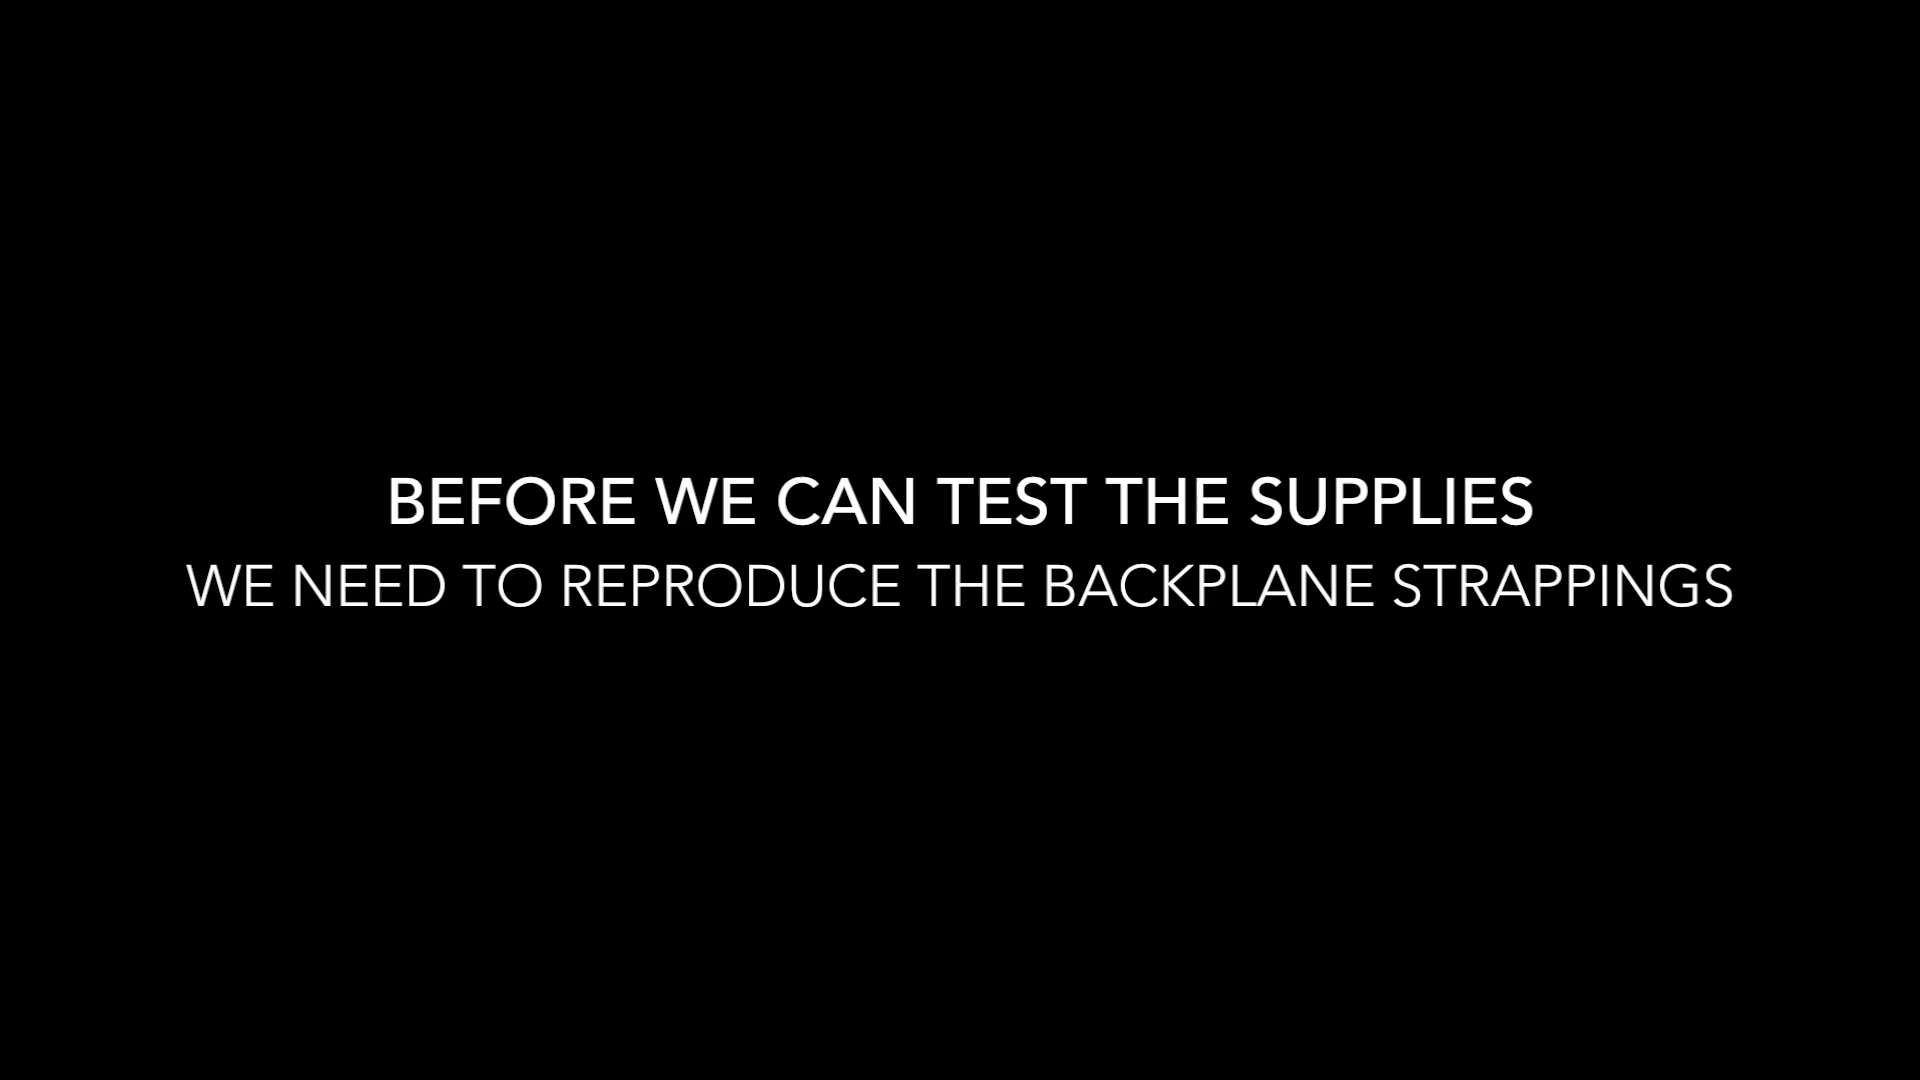 BEFORE WE CAN TEST THE SUPPLIES
WE NEED TO REPRODUCE THE BACKPLANE STRAPPINGS